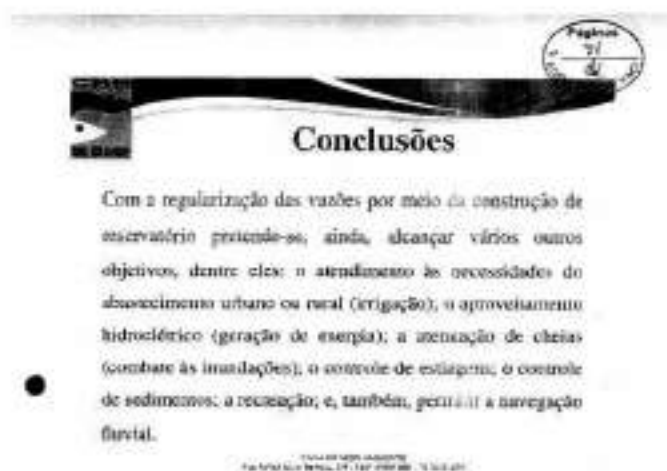 Páginas
Conclusões
Com a regularização das vazões por meio da construção de
reservatório pretende-se, ainda, alcançar vários outros
objetivos, dentre eles: o atendimento às necessidades do
abastecimento urbano ou rural (irrigação); o aproveitamento
hidroelétrico (geração de energia); a atenuação de cheias
(combate às inundações); o controle de estiagens; o controle
de sedimentos; a recreação; e, também, permitir a navegação
fluvial.